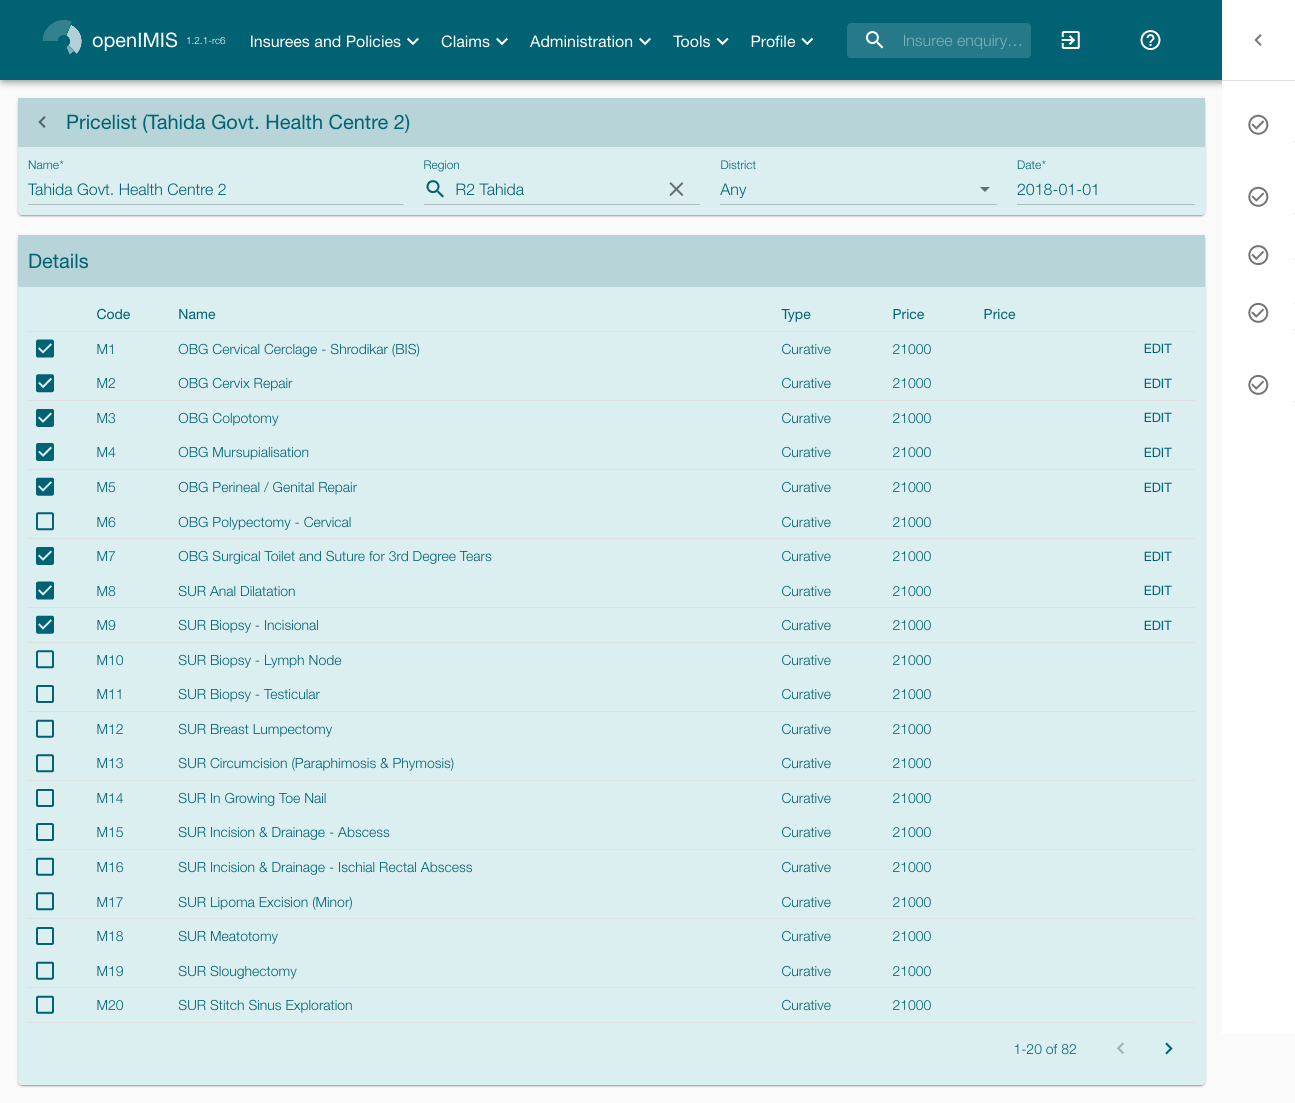 openIMIS 1.2.1-rc6 Insurees and Policies Claims Administration Tools Profile Insuree enquiry...
Pricelist (Tahida Govt. Health Centre 2)
Name* Region District Date*
Tahida Govt. Health Centre 2 R2 Tahida Any 2018-01-01
Details
Code Name Type Price Price
M1 OBG Cervical Cerclage - Shrodikar (BIS) Curative 21000 EDIT
M2 OBG Cervix Repair Curative 21000 EDIT
M3 OBG Colpotomy Curative 21000 EDIT
M4 OBG Mursupialisation Curative 21000 EDIT
M5 OBG Perineal / Genital Repair Curative 21000 EDIT
M6 OBG Polypectomy - Cervical Curative 21000
M7 OBG Surgical Toilet and Suture for 3rd Degree Tears Curative 21000 EDIT
M8 SUR Anal Dilatation Curative 21000 EDIT
M9 SUR Biopsy - Incisional Curative 21000 EDIT
M10 SUR Biopsy - Lymph Node Curative 21000
M11 SUR Biopsy - Testicular Curative 21000
M12 SUR Breast Lumpectomy Curative 21000
M13 SUR Circumcision (Paraphimosis & Phymosis) Curative 21000
M14 SUR In Growing Toe Nail Curative 21000
M15 SUR Incision & Drainage - Abscess Curative 21000
M16 SUR Incision & Drainage - Ischial Rectal Abscess Curative 21000
M17 SUR Lipoma Excision (Minor) Curative 21000
M18 SUR Meatotomy Curative 21000
M19 SUR Sloughectomy Curative 21000
M20 SUR Stitch Sinus Exploration Curative 21000
1-20 of 82